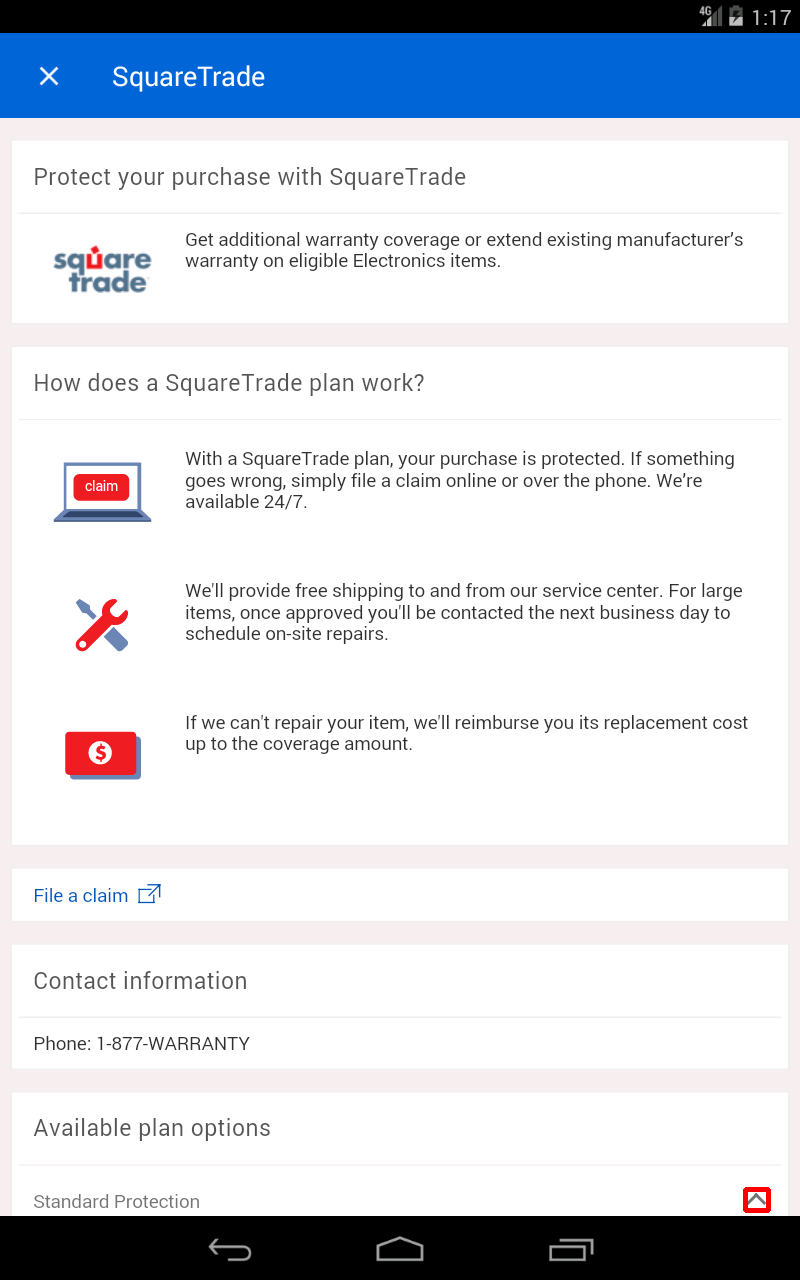 4G 1:17
SquareTrade
Protect your purchase with SquareTrade
square
trade
Get additional warranty coverage or extend existing manufacturer’s
warranty on eligible Electronics items.
How does a SquareTrade plan work?
claim
With a SquareTrade plan, your purchase is protected. If something
goes wrong, simply file a claim online or over the phone. We’re
available 24/7.
We'll provide free shipping to and from our service center. For large
items, once approved you'll be contacted the next business day to
schedule on-site repairs.
$
If we can't repair your item, we'll reimburse you its replacement cost
up to the coverage amount.
File a claim
Contact information
Phone: 1-877-WARRANTY
Available plan options
Standard Protection